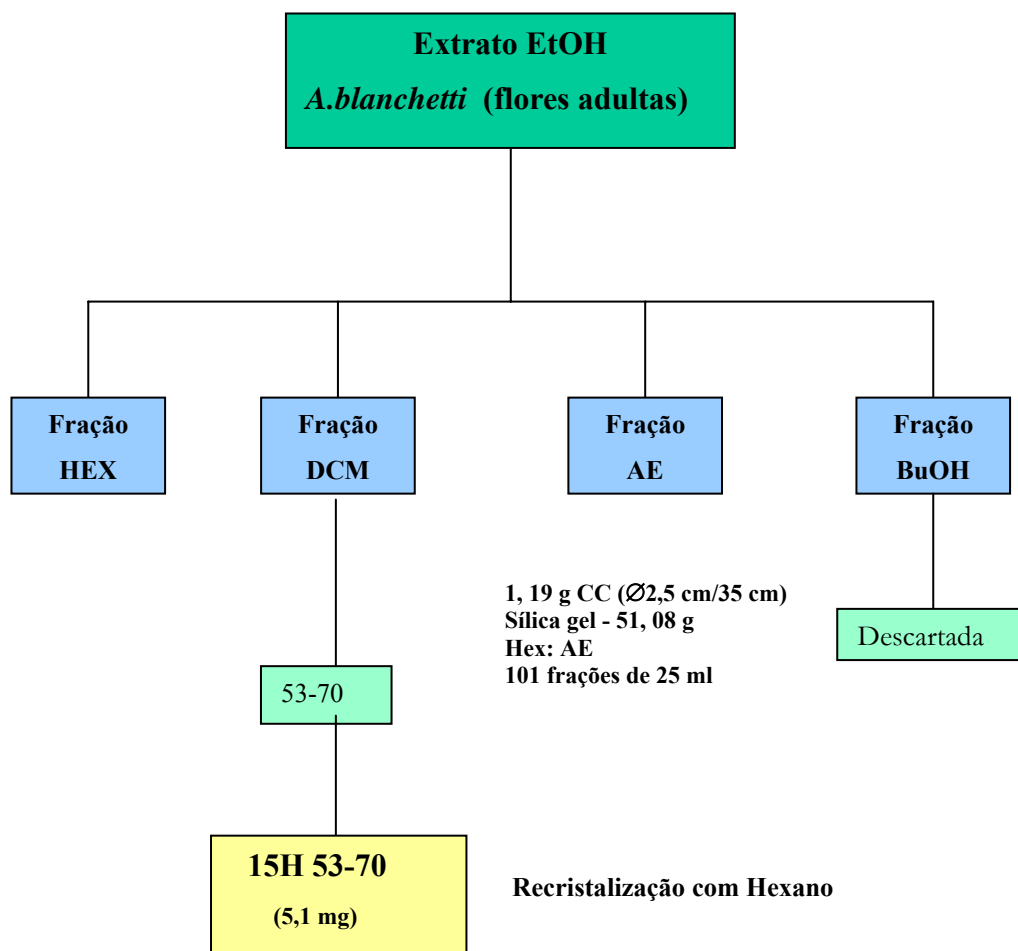 Extrato EtOH
A.blanchetti (flores adultas)
Fração
HEX
Fração
DCM
Fração
AE
Fração
BuOH
1, 19 g CC (∅2,5 cm/35 cm)
Sílica gel - 51, 08 g
Hex: AE
101 frações de 25 ml
Descartada
53-70
15H 53-70
(5,1 mg)
Recristalização com Hexano